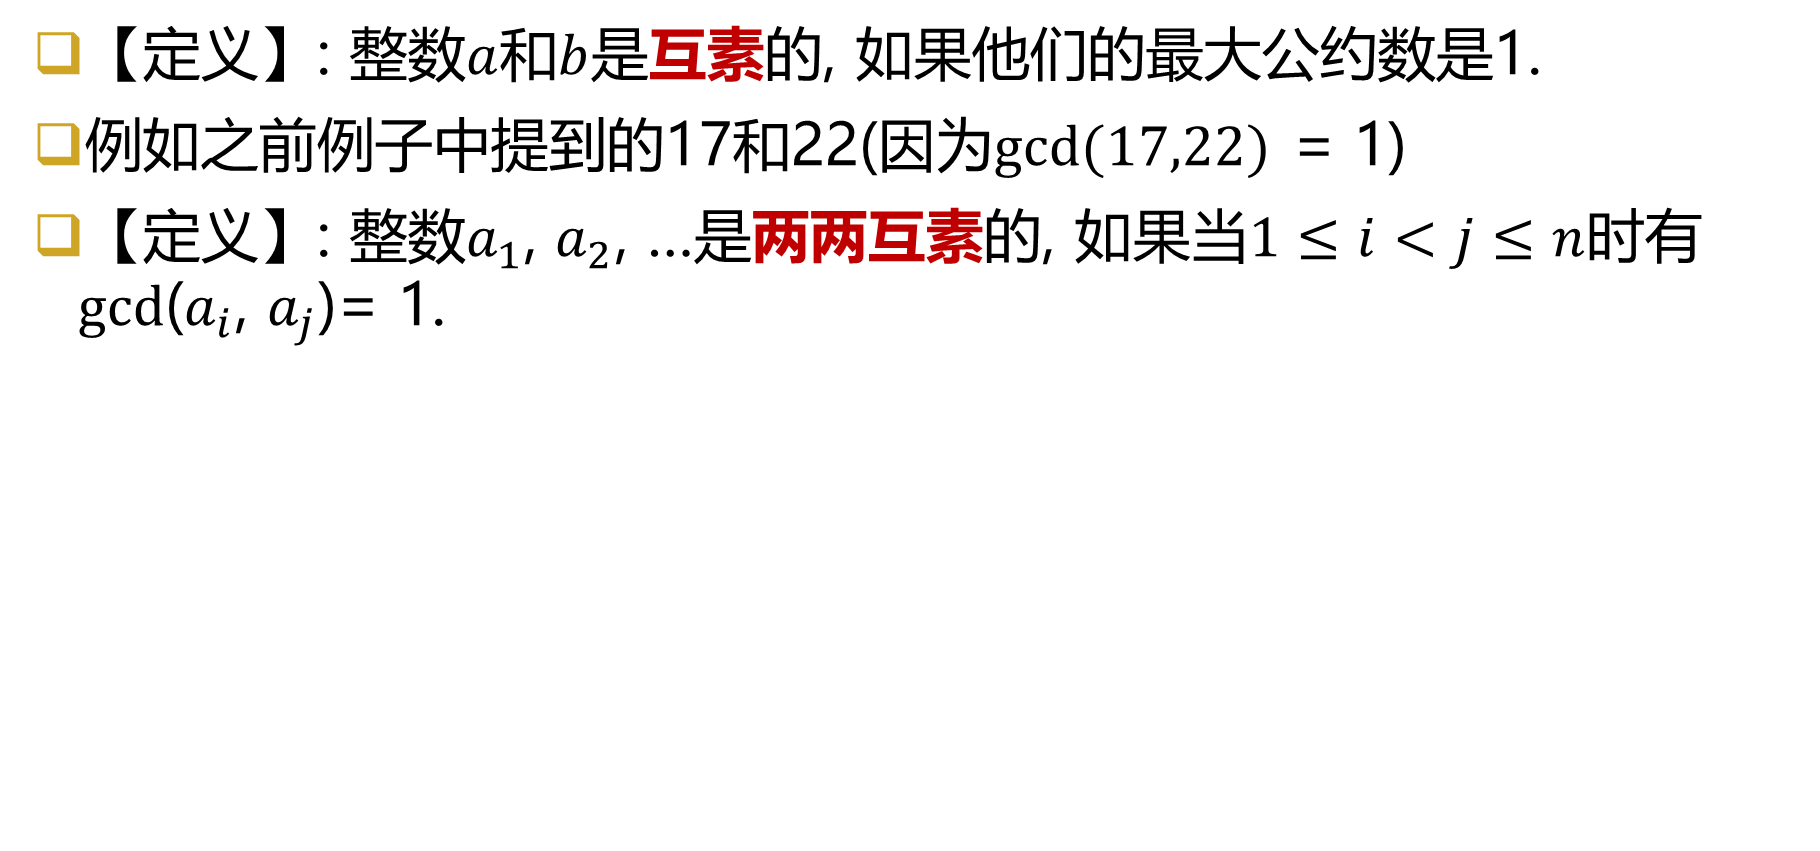 【定义】: 整数a和b是互素的, 如果他们的最大公约数是1.
例如之前例子中提到的17和22(因为gcd(17,22) = 1)
【定义】: 整数a₁, a₂, …是两两互素的, 如果当1 ≤ i < j ≤ n时有
gcd(aᵢ, aⱼ)= 1.